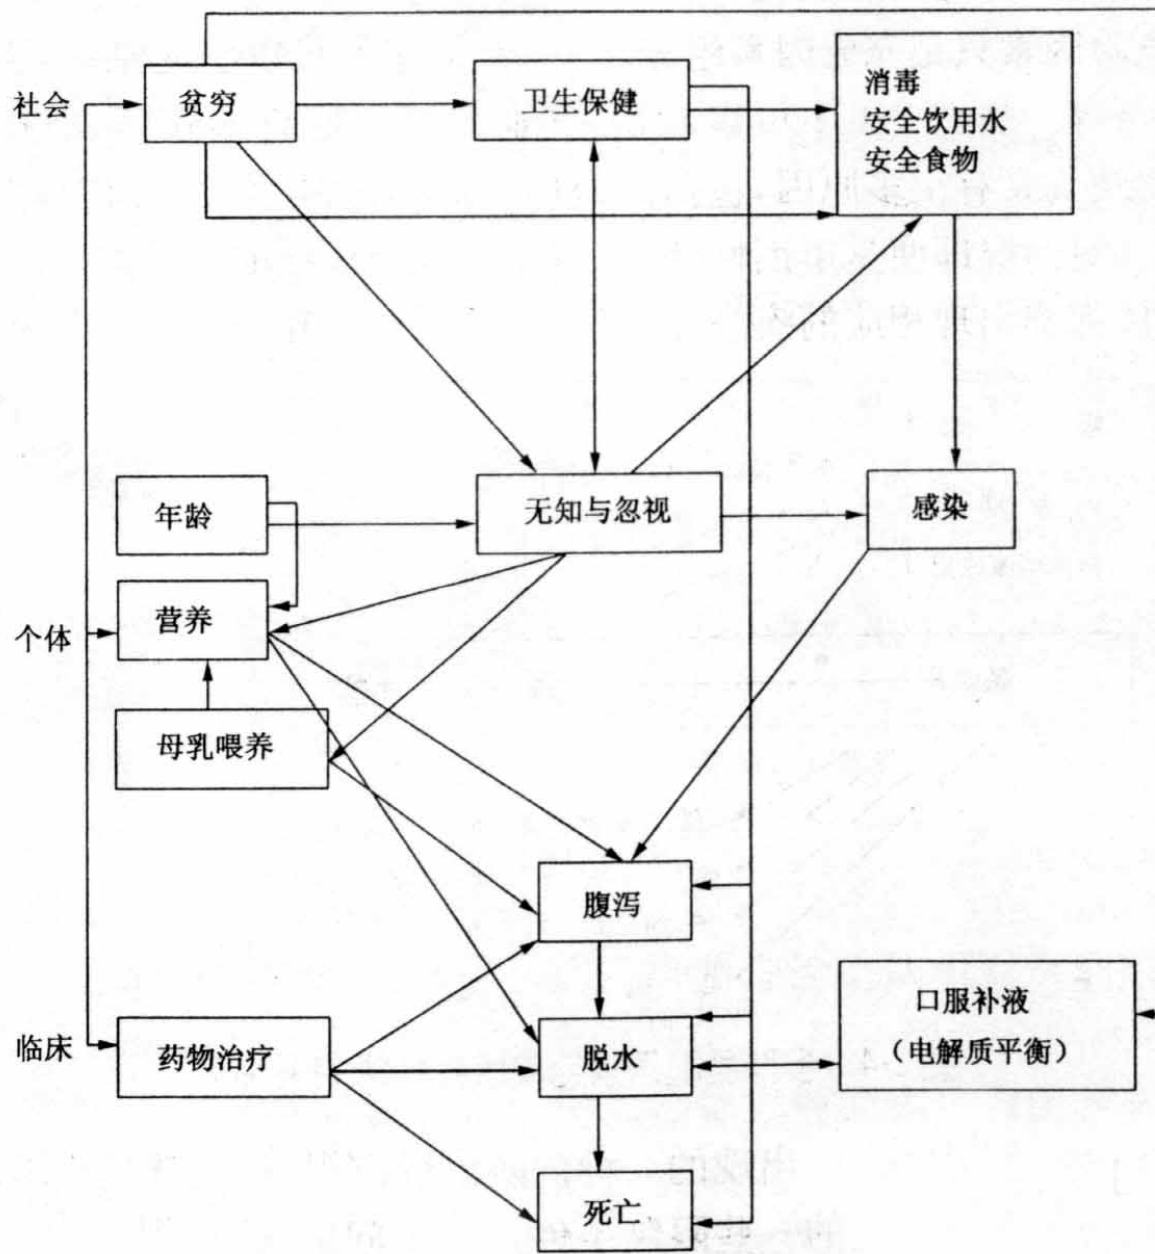 社会
贫穷
卫生保健
消毒
安全饮用水
安全食物
年龄
无知与忽视
感染
个体
营养
母乳喂养
腹泻
临床
药物治疗
脱水
口服补液
（电解质平衡）
死亡